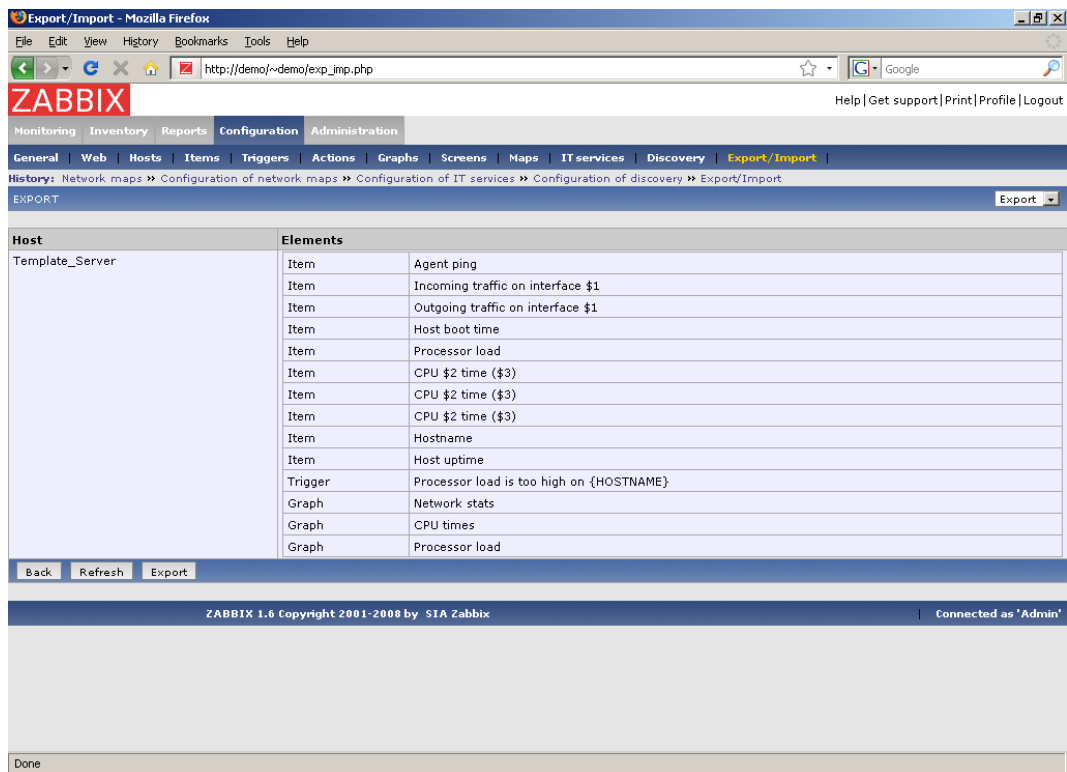 Export/Import - Mozilla Firefox
File Edit View History Bookmarks Tools Help
http://demo/~demo/exp_imp.php
G Google
ZABBIX
Help|Get support|Print|Profile|Logout
Monitoring Inventory Reports Configuration Administration
General | Web | Hosts | Items | Triggers | Actions | Graphs | Screens | Maps | IT services | Discovery | Export/Import |
History: Network maps » Configuration of network maps » Configuration of IT services » Configuration of discovery » Export/Import
EXPORT Export
Host Elements
Template_Server Item Agent ping
Item Incoming traffic on interface $1
Item Outgoing traffic on interface $1
Item Host boot time
Item Processor load
Item CPU $2 time ($3)
Item CPU $2 time ($3)
Item CPU $2 time ($3)
Item Hostname
Item Host uptime
Trigger Processor load is too high on {HOSTNAME}
Graph Network stats
Graph CPU times
Graph Processor load
Back Refresh Export
ZABBIX 1.6 Copyright 2001-2008 by SIA Zabbix | Connected as 'Admin'
Done